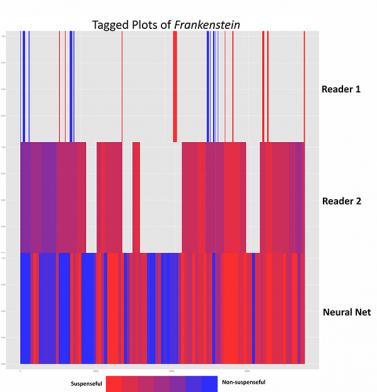 Tagged Plots of Frankenstein
Reader 1
Reader 2
Neural Net
Suspenseful
Non-suspenseful